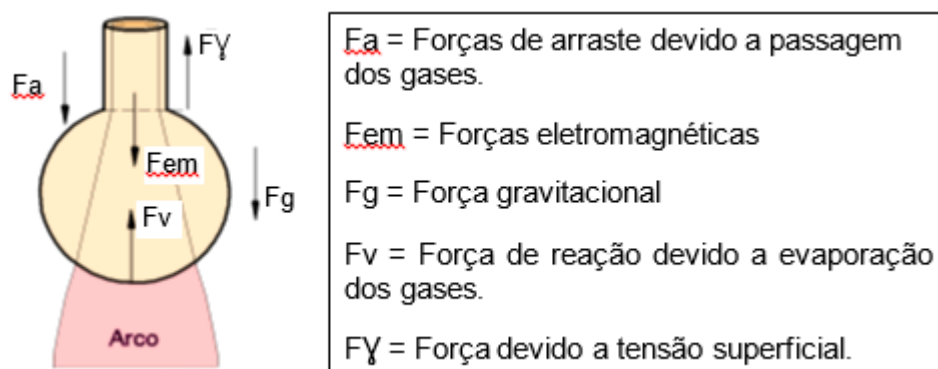 Fa
FƔ
Fem
Fg
Fv
Arco
Fa = Forças de arraste devido a passagem
dos gases.
Fem = Forças eletromagnéticas
Fg = Força gravitacional
Fv = Força de reação devido a evaporação
dos gases.
FƔ = Força devido a tensão superficial.